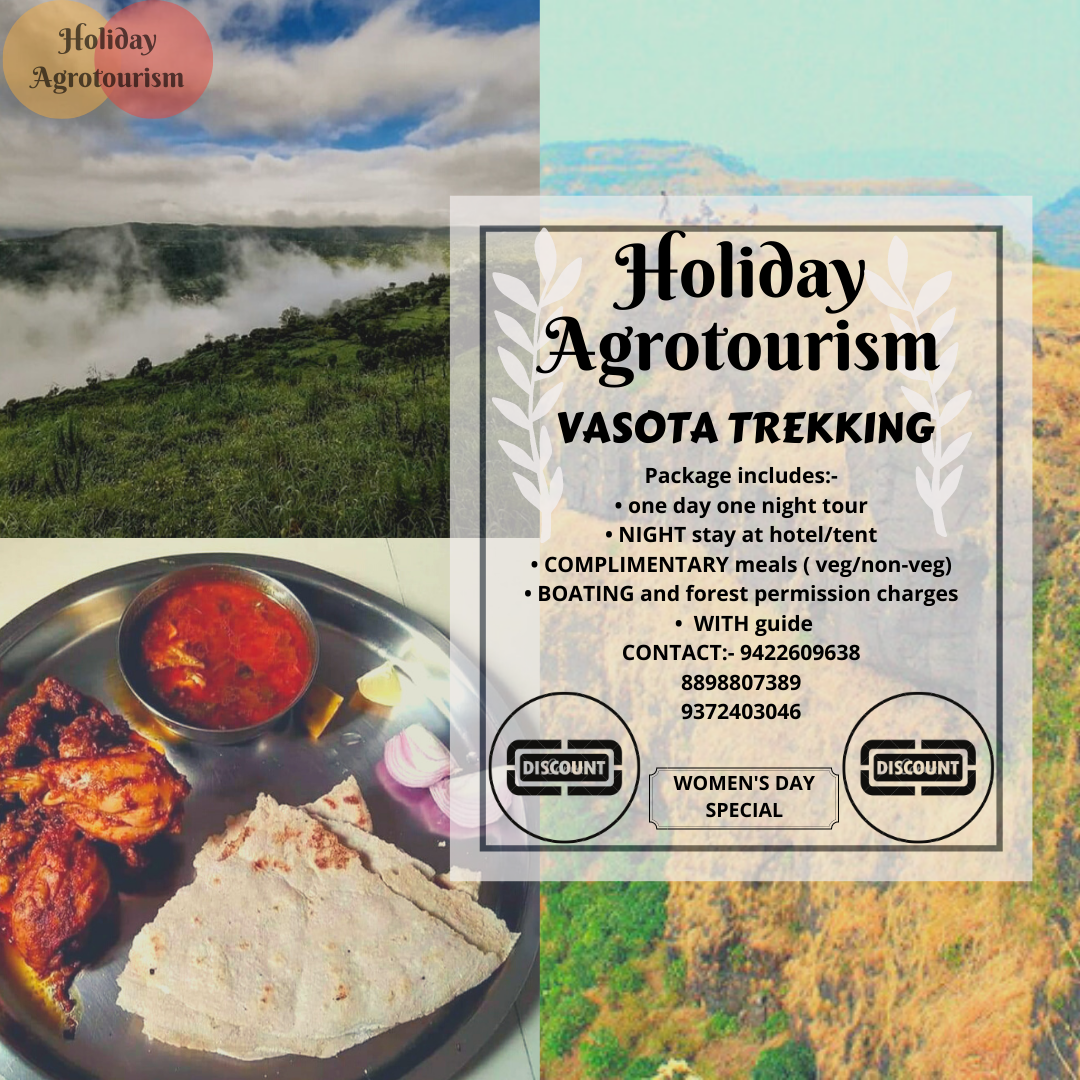 Holiday
Agrotourism
Holiday
Agrotourism
VASOTA TREKKING
Package includes:-
• one day one night tour
• NIGHT stay at hotel/tent
• COMPLIMENTARY meals ( veg/non-veg)
• BOATING and forest permission charges
• WITH guide
CONTACT:- 9422609638
8898807389
9372403046
DISCOUNT
WOMEN'S DAY
SPECIAL
DISCOUNT